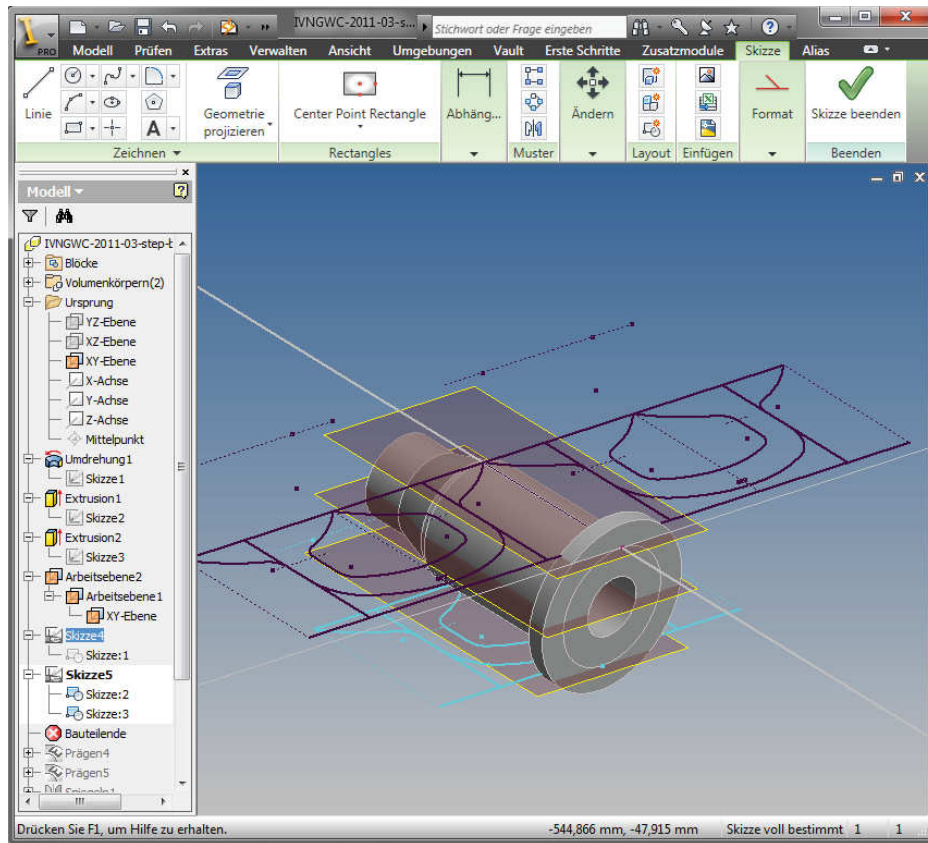 IVNGWC-2011-03-s...
Stichwort oder Frage eingeben
PRO
Modell Prüfen Extras Verwalten Ansicht Umgebungen Vault Erste Schritte Zusatzmodule Skizze Alias
Linie
A
Geometrie projizieren
Center Point Rectangle
Abhäng...
Ändern
Format
Skizze beenden
Zeichnen
Rectangles
Muster
Layout
Einfügen
Beenden
Modell
IVNGWC-2011-03-step-b
Blöcke
Volumenkörpern(2)
Ursprung
YZ-Ebene
XZ-Ebene
XY-Ebene
X-Achse
Y-Achse
Z-Achse
Mittelpunkt
Umdrehung1
Skizze1
Extrusion1
Skizze2
Extrusion2
Skizze3
Arbeitsebene2
Arbeitsebene1
XY-Ebene
Skizze4
Skizze:1
Skizze5
Skizze:2
Skizze:3
Bauteilende
Prägen4
Prägen5
Spiegeln1
Drücken Sie F1, um Hilfe zu erhalten.
-544,866 mm, -47,915 mm
Skizze voll bestimmt 1 1